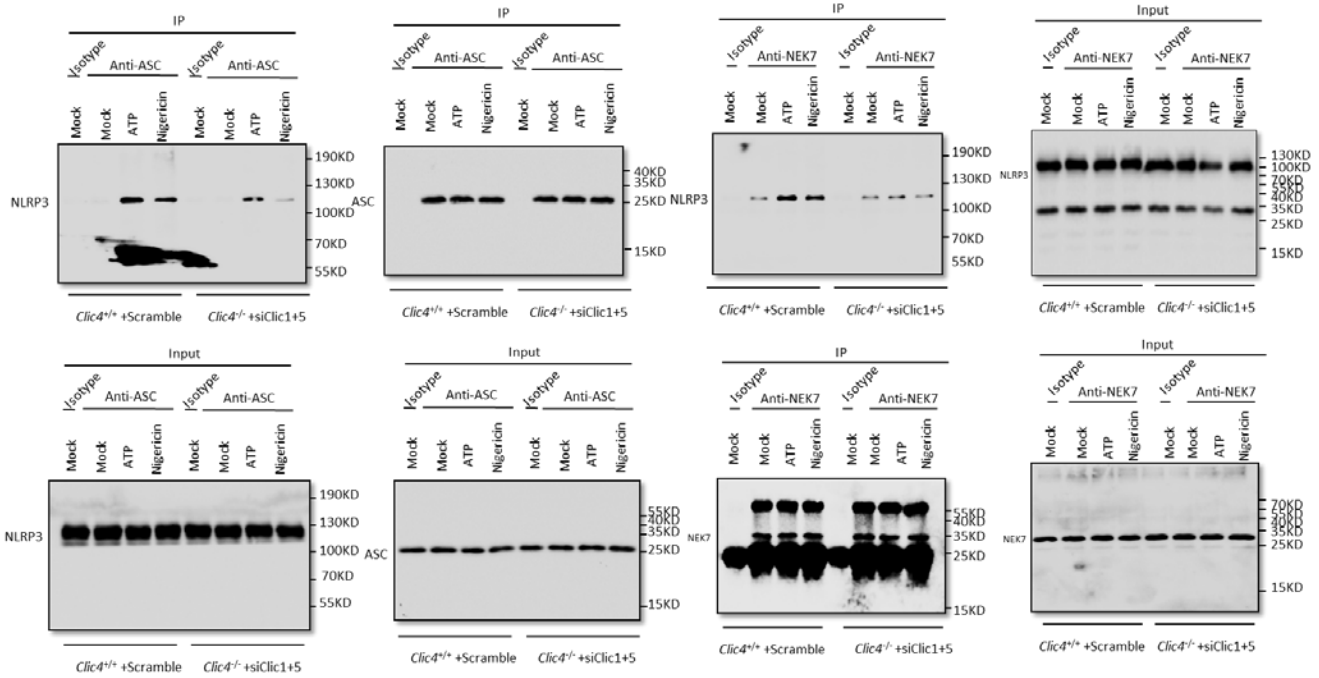 IP
Isotype
Anti-ASC
Isotype
Anti-ASC
Mock
Mock
ATP
Nigericin
Mock
Mock
ATP
Nigericin
NLRP3
190KD
130KD
100KD
70KD
55KD
Clic4+/+ +Scramble
Clic4-/- +siClic1+5
IP
Isotype
Anti-ASC
Isotype
Anti-ASC
Mock
Mock
ATP
Nigericin
Mock
Mock
ATP
Nigericin
ASC
40KD
35KD
25KD
15KD
Clic4+/+ +Scramble
Clic4-/- +siClic1+5
IP
Isotype
Anti-NEK7
Isotype
Anti-NEK7
Mock
Mock
ATP
Nigericin
Mock
Mock
ATP
Nigericin
NLRP3
190KD
130KD
100KD
70KD
55KD
Clic4+/+ +Scramble
Clic4-/- +siClic1+5
Input
Isotype
Anti-NEK7
Isotype
Anti-NEK7
Mock
Mock
ATP
Nigericin
Mock
Mock
ATP
Nigericin
NLRP3
130KD
100KD
70KD
55KD
40KD
35KD
25KD
15KD
Clic4+/+ +Scramble
Clic4-/- +siClic1+5
Input
Isotype
Anti-ASC
Isotype
Anti-ASC
Mock
Mock
ATP
Nigericin
Mock
Mock
ATP
Nigericin
NLRP3
190KD
130KD
100KD
70KD
55KD
Clic4+/+ +Scramble
Clic4-/- +siClic1+5
Input
Isotype
Anti-ASC
Isotype
Anti-ASC
Mock
Mock
ATP
Nigericin
Mock
Mock
ATP
Nigericin
ASC
55KD
40KD
35KD
25KD
15KD
Clic4+/+ +Scramble
Clic4-/- +siClic1+5
IP
Isotype
Anti-NEK7
Isotype
Anti-NEK7
Mock
Mock
ATP
Nigericin
Mock
Mock
ATP
Nigericin
NEK7
55KD
40KD
35KD
25KD
15KD
Clic4+/+ +Scramble
Clic4-/- +siClic1+5
Input
Isotype
Anti-NEK7
Isotype
Anti-NEK7
Mock
Mock
ATP
Nigericin
Mock
Mock
ATP
Nigericin
NEK7
70KD
55KD
40KD
35KD
25KD
15KD
Clic4+/+ +Scramble
Clic4-/- +siClic1+5